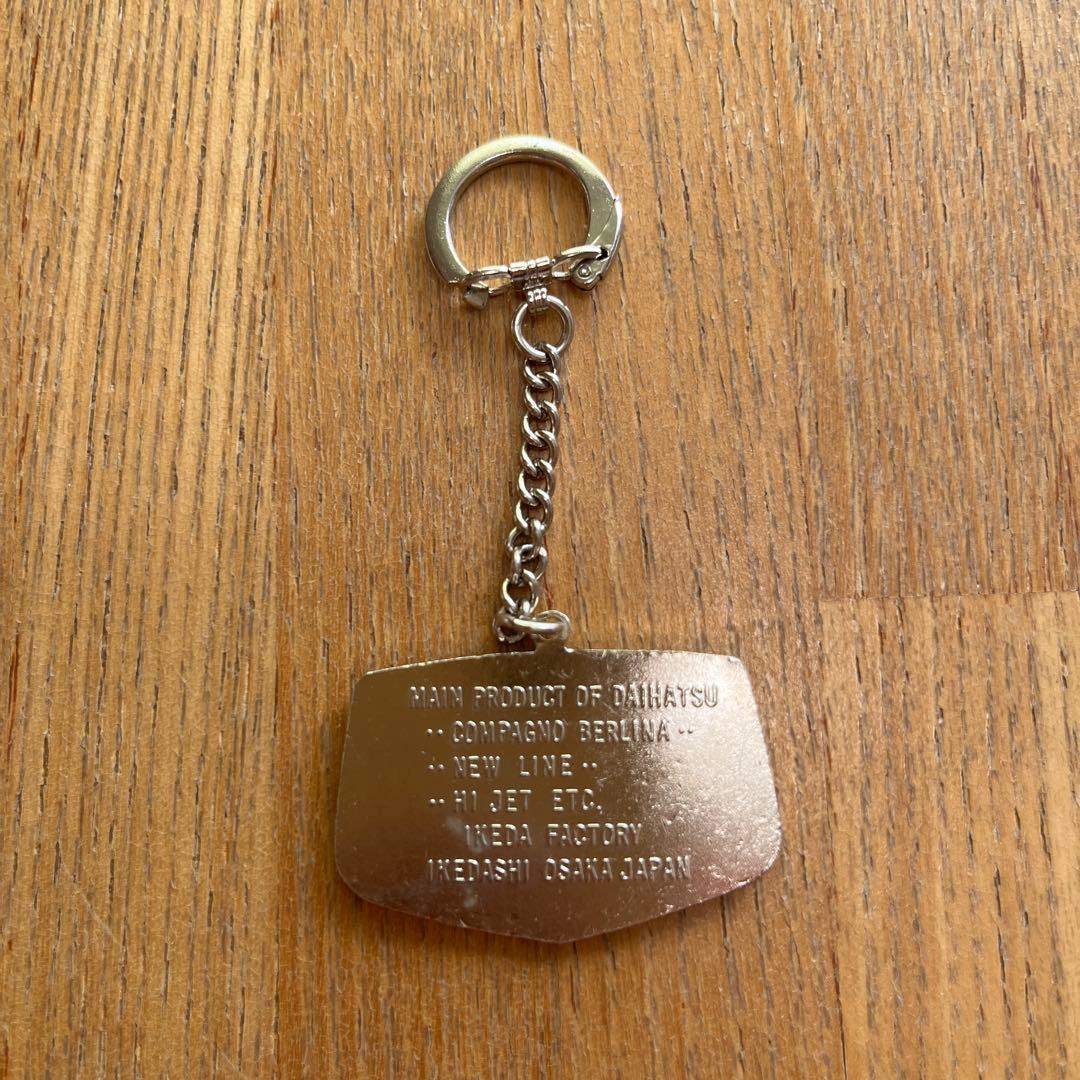 MAIN PRODUCT OF DAIHATSU
·· COMPAGNO BERLINA ··
·· NEW LINE ··
·· HI JET ETC.
IKEDA FACTORY
IKEDASHI OSAKA JAPAN